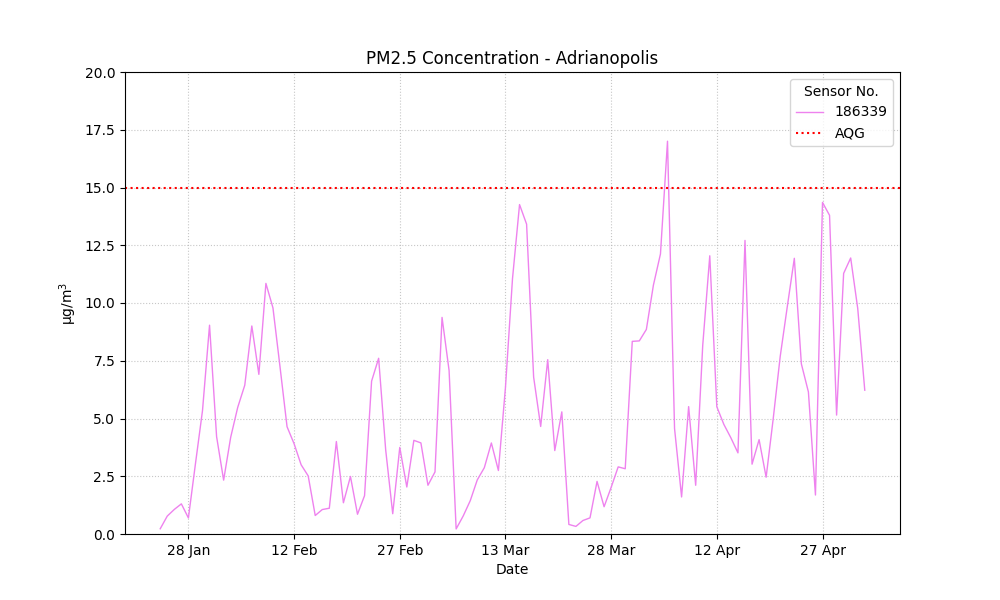 PM2.5 Concentration - Adrianopolis
Sensor No.
186339
AQG
20.0
17.5
15.0
12.5
10.0
7.5
5.0
2.5
0.0
µg/m³
28 Jan
12 Feb
27 Feb
13 Mar
28 Mar
12 Apr
27 Apr
Date